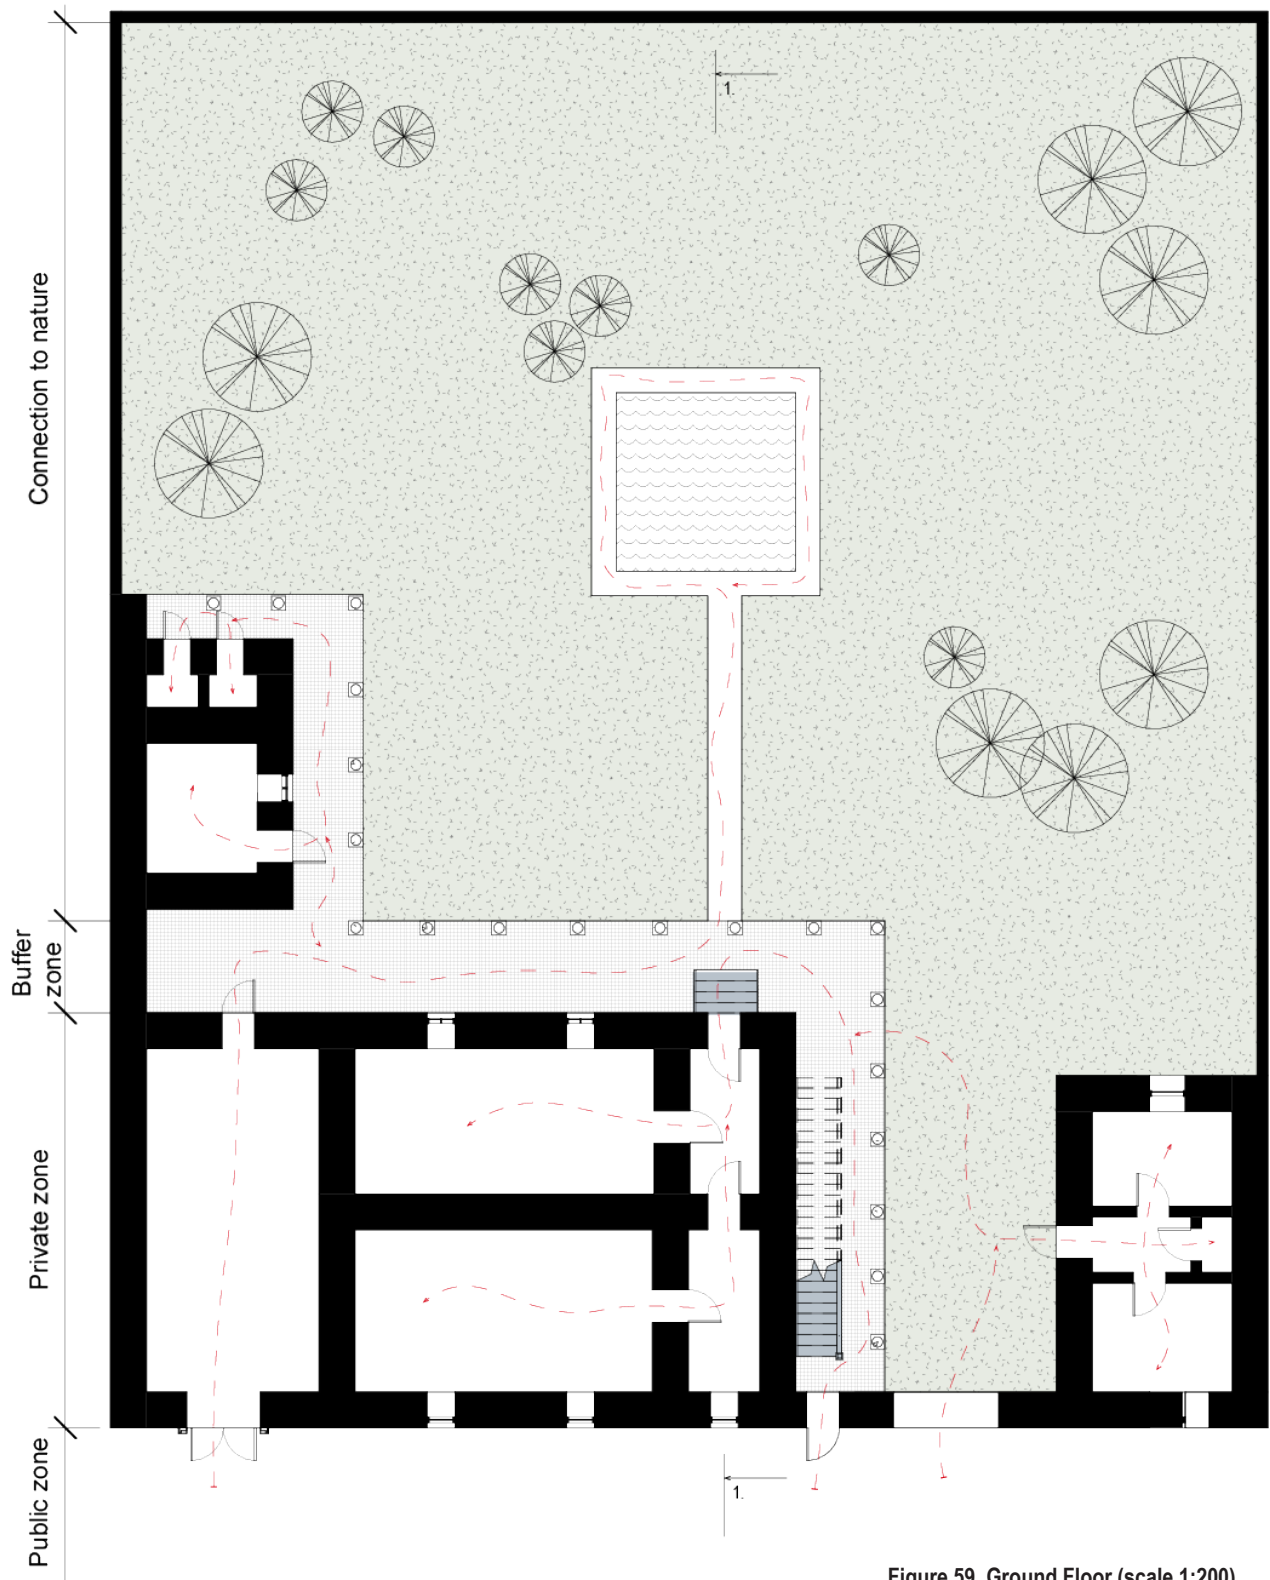 1.
Connection to nature
Buffer
zone
Private zone
Public zone
1.
Figure 59. Ground Floor (scale 1:200)